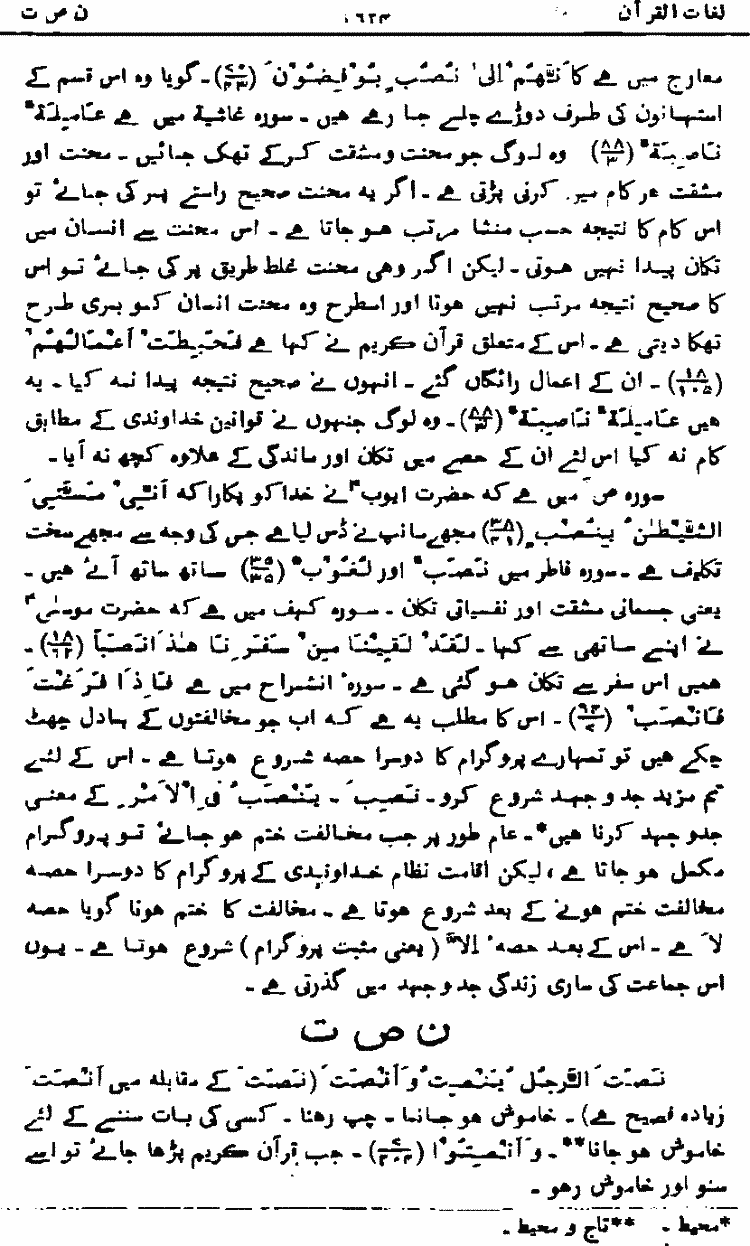 لغات القرآن ۱۶۲۳ ن ص ت
معارج میں ہے کَاَنَّھُمْ اِلیٰ نُصُبٍ یُّوْفِضُوْنَ (۷۰/۴۳)۔ گویا وہ اس قسم کے
استہانوں کی طرف دوڑے چلے جا رہے ہیں۔ سورہ غاشیہ میں ہے عَامِلَۃٌ
نَاصِبَۃٌ (۸۸/۳) وہ لوگ جو محنت و مشقت کرکے تھک جائیں۔ محنت اور
مشقت ہر کام میں کرنی پڑتی ہے۔ اگر یہ محنت صحیح راستے پر کی جائے تو
اس کام کا نتیجہ حسب منشا مرتب ہو جاتا ہے۔ اس محنت سے انسان میں
تکان پیدا نہیں ہوتی۔ لیکن اگر وہی محنت غلط طریق پر کی جائے تو اس
کا صحیح نتیجہ مرتب نہیں ہوتا اور اسطرح وہ محنت انسان کو بری طرح
تھکا دیتی ہے۔ اس کے متعلق قرآن کریم نے کہا ہے فَحَبِطَتْ اَعْمَالُھُمْ
(۱۸/۱۰۵)۔ ان کے اعمال رائگاں گئے۔ انہوں نے صحیح نتیجہ پیدا نہ کیا۔ یہ
ہیں عَامِلَۃٌ نَاصِبَۃٌ (۸۸/۳)۔ وہ لوگ جنہوں نے قوانین خداوندی کے مطابق
کام نہ کیا اس لئے ان کے حصے میں تکان اور ماندگی کے علاوہ کچھ نہ آیا۔
سورہ صٓ میں ہے کہ حضرت ایوبؑ نے خدا کو پکارا کہ اَنِّیْ مَسَّنِیَ
الشَّیْطٰنُ بِنُصْبٍ (۳۸/۴۱) مجھے سانپ نے ڈس لیا ہے جس کی وجہ سے مجھے سخت
تکلیف ہے۔ سورہ فاطر میں نَصَبٌ اور لُغُوْبٌ (۳۵/۳۵) ساتھ ساتھ آئے ہیں۔
یعنی جسمانی مشقت اور نفسیاتی تکان۔ سورہ کہف میں ہے کہ حضرت موسیٰؑ
نے اپنے ساتھی سے کہا۔ لَقَدْ لَقِیْنَا مِنْ سَفَرِنَا ھٰذَا نَصَباً (۱۸/۶۲)۔
ہمیں اس سفر سے تکان ہو گئی ہے۔ سورہ انشراح میں ہے فَاِذَا فَرَغْتَ
فَانْصَبْ (۹۴/۷)۔ اس کا مطلب یہ ہے کہ اب جو مخالفتوں کے بادل چھٹ
چکے ہیں تو تمہارے پروگرام کا دوسرا حصہ شروع ہوتا ہے۔ اس کے لئے
تم مزید جد و جہد شروع کرو۔ نَصِبَ۔ یَنْصَبُ فِی الْاَمْرِ کے معنی
جدو جہد کرنا ہیں*۔ عام طور پر جب مخالفت ختم ہو جائے تو پروگرام
مکمل ہو جاتا ہے، لیکن اقامت نظام خداوندی کے پروگرام کا دوسرا حصہ
مخالفت ختم ہونے کے بعد شروع ہوتا ہے۔ مخالفت کا ختم ہونا گویا حصہ
لَا ہے۔ اس کے بعد حصہ اِلاَّ (یعنی مثبت پروگرام) شروع ہوتا ہے۔ یوں
اس جماعت کی ساری زندگی جد و جہد میں گذرتی ہے۔
ن ص ت
نَصَتَ الرَّجُلُ یَنْصِتُ وَ اَنْصَتَ (نَصَتَ کے مقابلہ میں اَنْصَتَ
زیادہ فصیح ہے)۔ خاموش ہو جانا۔ چپ رہنا۔ کسی کی بات سننے کے لئے
خاموش ہو جانا**۔ وَ اَنْصِتُوْا (۷/۲۰۴)۔ جب قرآن کریم پڑھا جائے تو اسے
سنو اور خاموش رہو۔
*محیط۔ **تاج و محیط۔